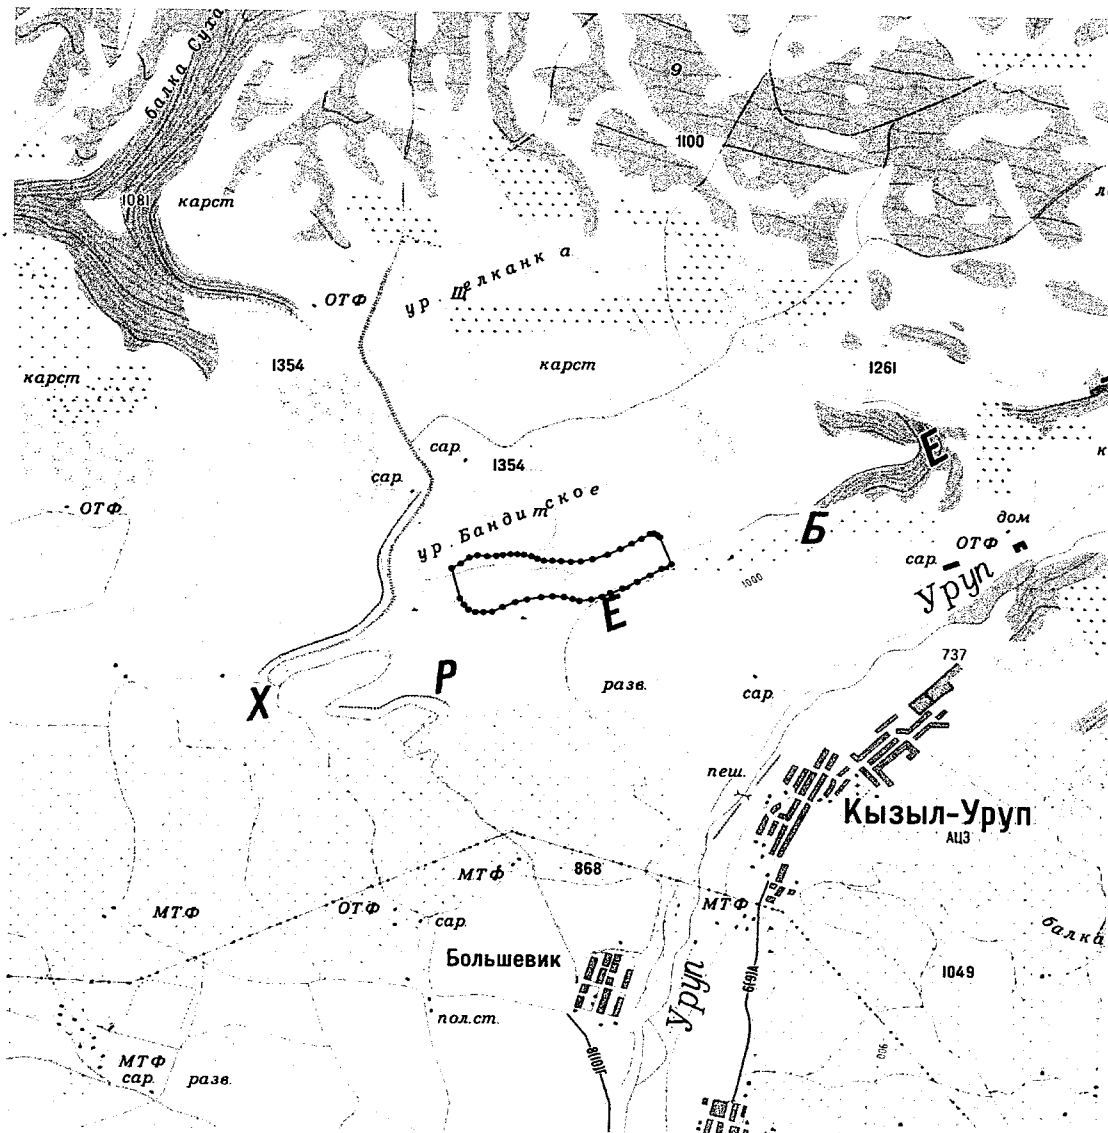 балка Суха
9
1100
1081
карст
л
ур. Щелканка
ОТФ
1354
карст
1261
карст
Е
к
сар.
1354
сар.
ур. Бандитское
ОТФ
Б
дом
ОТФ
сар.
Уруп
1000
Е
737
Р
разв.
сар.
Х
пеш.
Кызыл-Уруп
АЦЗ
868
МТФ
МТФ
ОТФ
сар.
МТФ
балка
Большевик
Уруп
1049
пол.ст.
900
МТФ
сар.
разв.